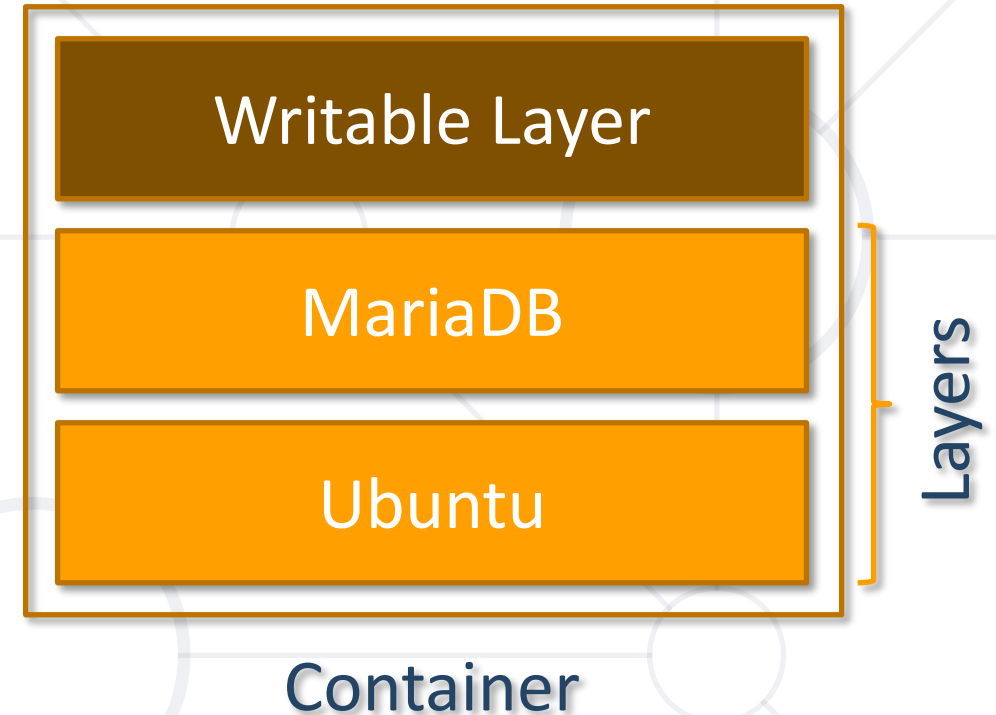 Writable Layer
MariaDB
Ubuntu
Layers
Container